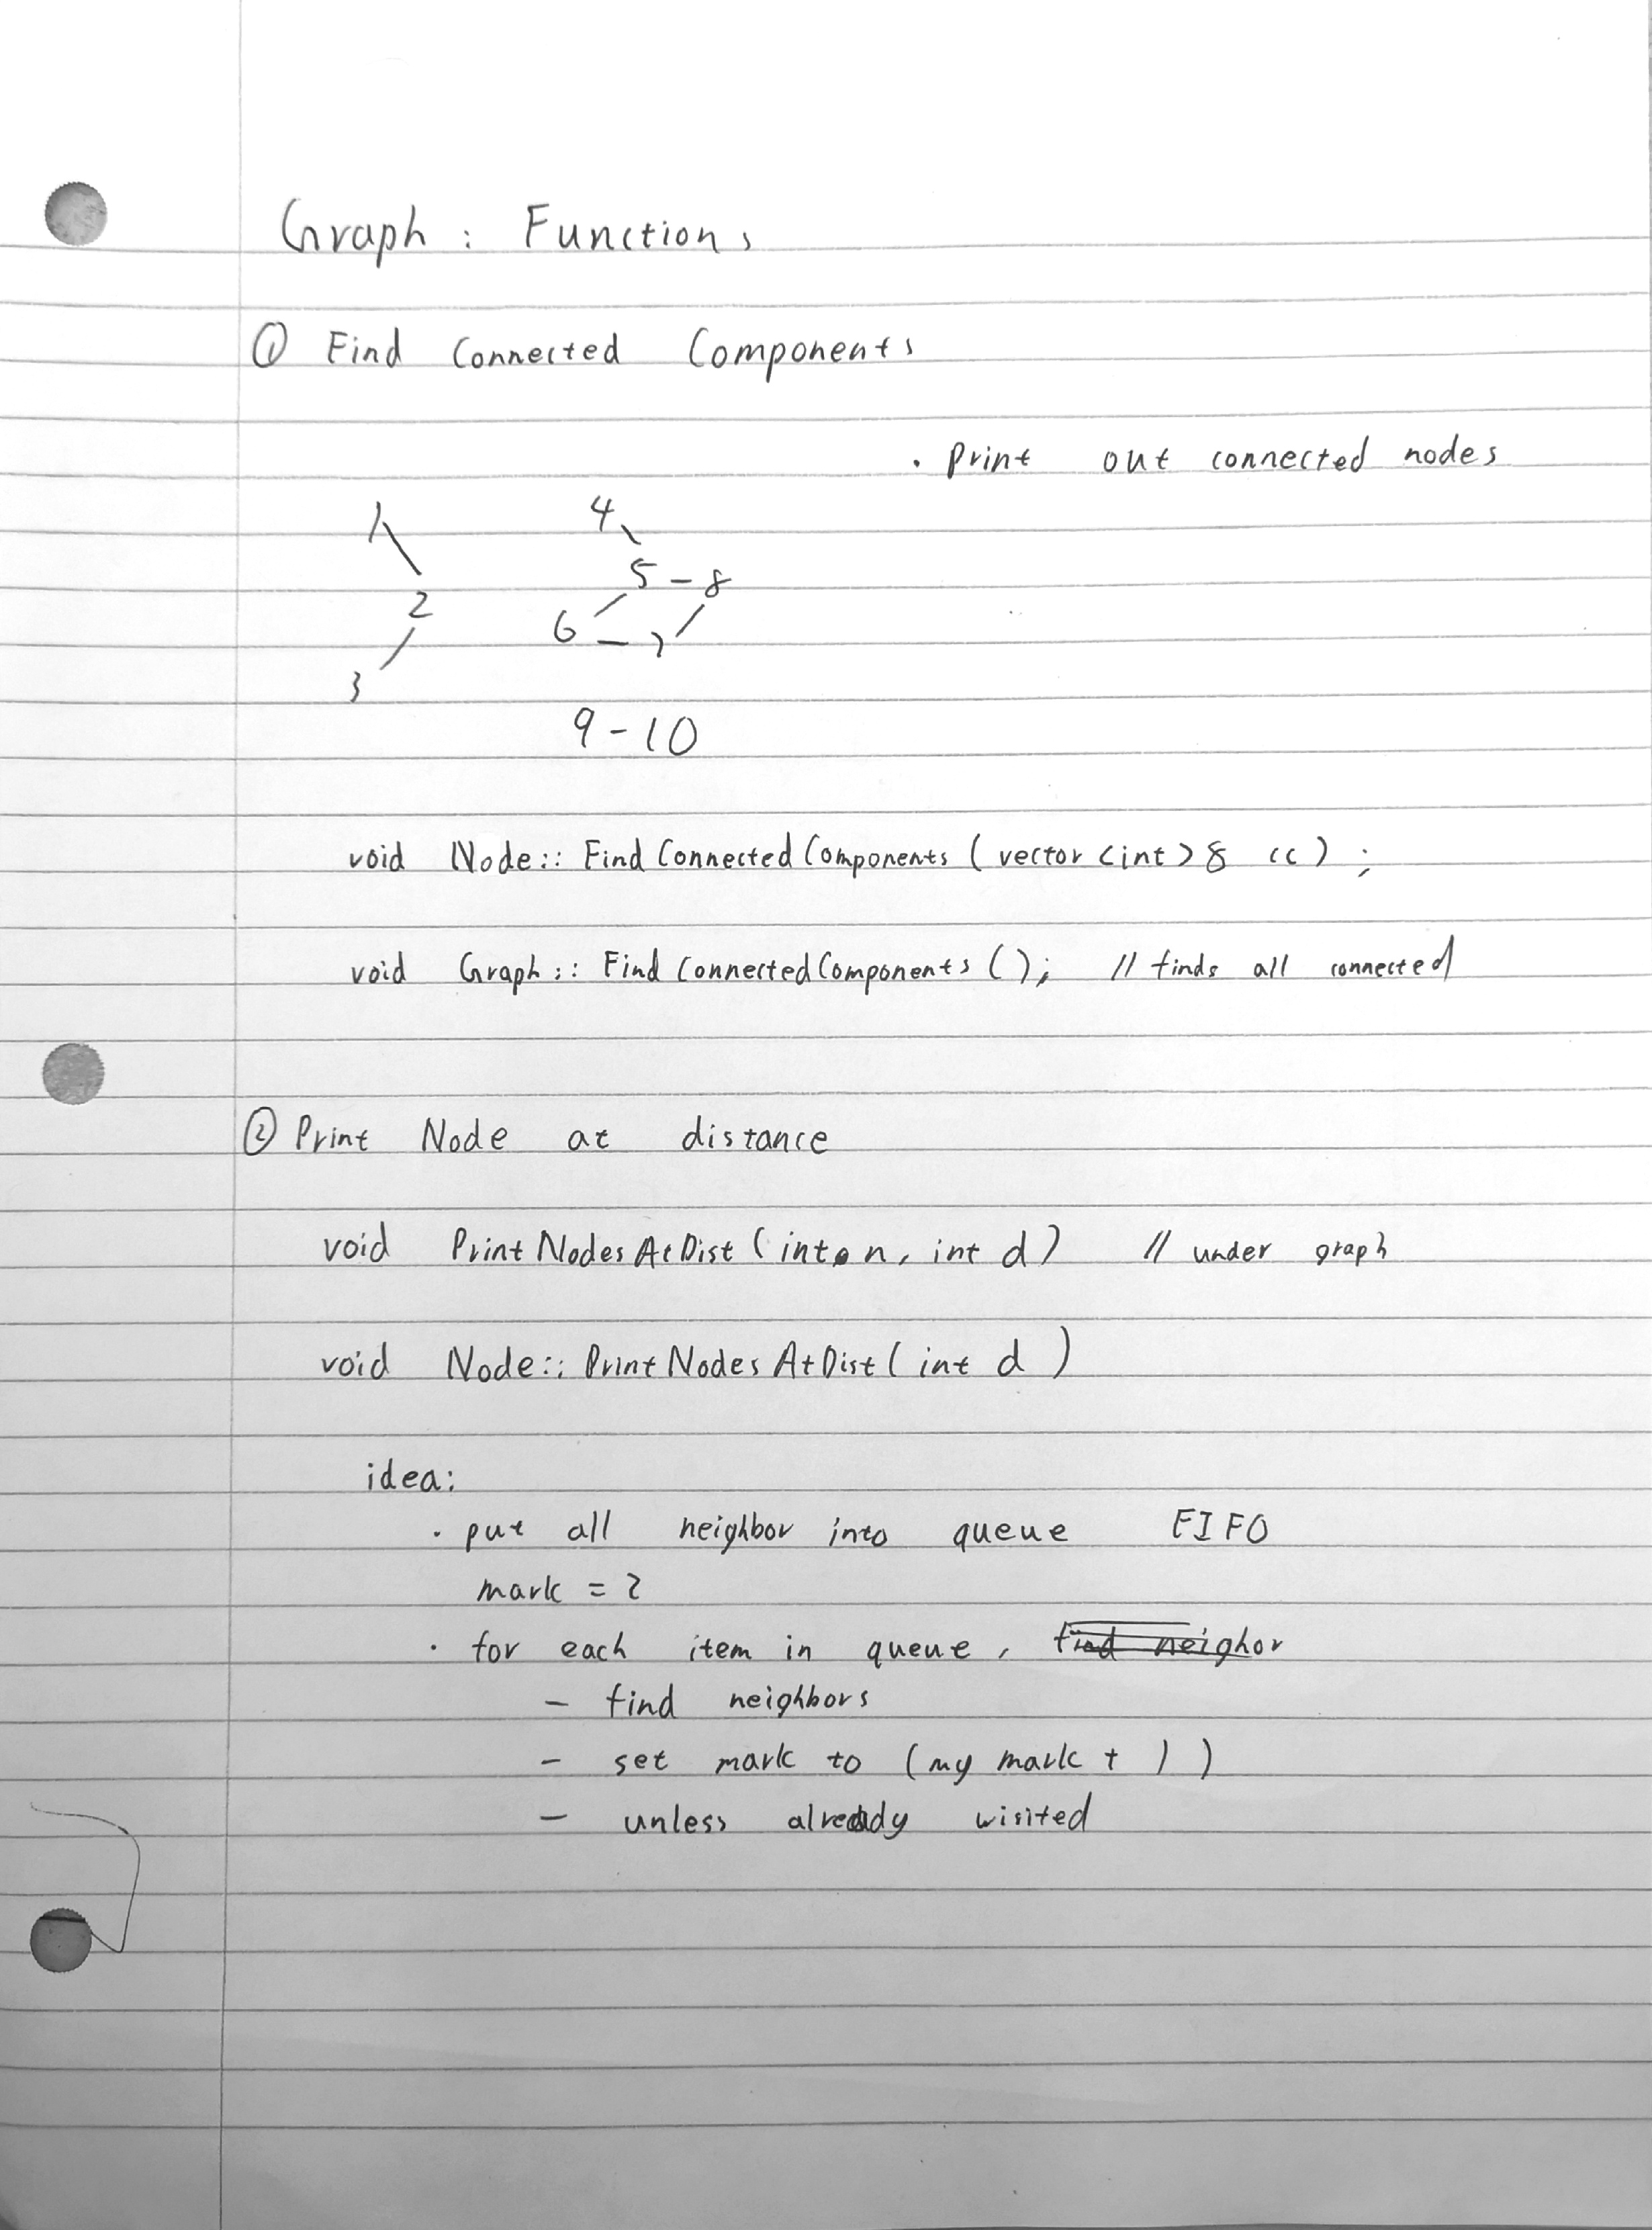 Graph : Functions
① Find Connected Components
• Print out connected nodes
1 4
5 - 8
2
6 - 7
3
9 - 10
void Node:: FindConnectedComponents (vector<int>& cc) ;
void Graph:: FindConnectedComponents (); // finds all connected
② Print Node at distance
void PrintNodesAtDist (int n, int d) // under graph
void Node:: PrintNodesAtDist (int d )
idea:
• put all neighbor into queue FIFO
mark = 2
• for each item in queue, find neighor
- find neighbors
- set mark to (my mark + 1 )
- unless already wisited